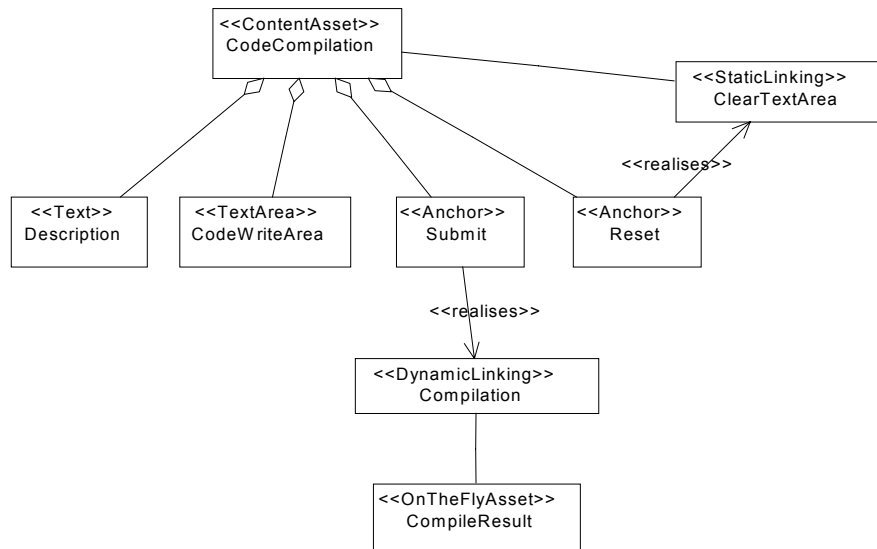 <<ContentAsset>>
CodeCompilation
<<StaticLinking>>
ClearTextArea
<<realises>>
<<Text>>
Description
<<TextArea>>
CodeWriteArea
<<Anchor>>
Submit
<<Anchor>>
Reset
<<realises>>
<<DynamicLinking>>
Compilation
<<OnTheFlyAsset>>
CompileResult